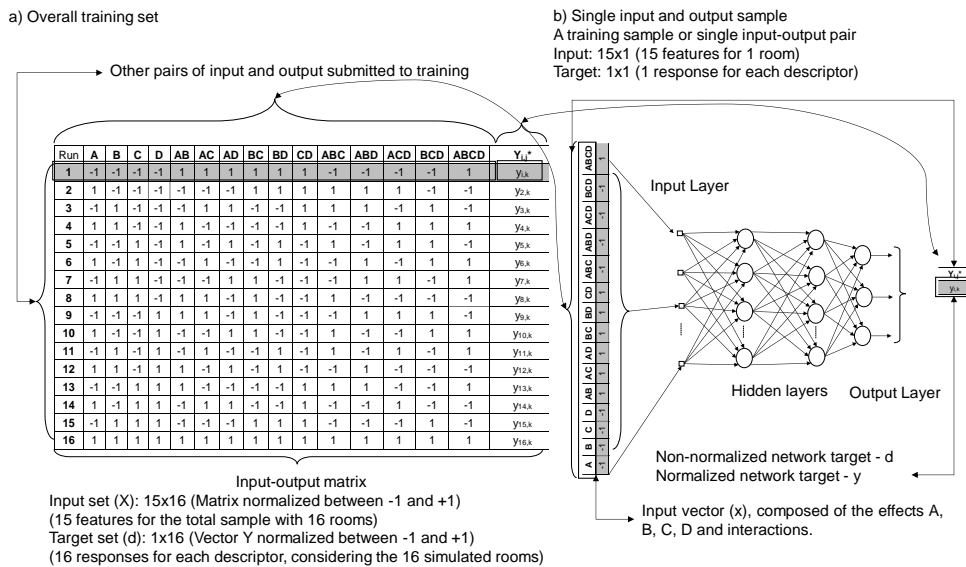 a) Overall training set
b) Single input and output sample
A training sample or single input-output pair
Input: 15x1 (15 features for 1 room)
Target: 1x1 (1 response for each descriptor)
Other pairs of input and output submitted to training
Run A B C D AB AC AD BC BD CD ABC ABD ACD BCD ABCD Yi,j*
1 -1 -1 -1 -1 1 1 1 1 1 1 -1 -1 -1 -1 1 yi,k
2 1 -1 -1 -1 -1 -1 -1 1 1 1 1 1 1 -1 -1 y2,k
3 -1 1 -1 -1 -1 1 1 -1 -1 1 1 1 -1 1 -1 y3,k
4 1 1 -1 -1 1 -1 -1 -1 -1 1 -1 -1 1 1 1 y4,k
5 -1 -1 1 -1 1 -1 1 -1 1 -1 1 -1 1 1 -1 y5,k
6 1 -1 1 -1 -1 1 -1 -1 1 -1 -1 1 -1 1 1 y6,k
7 -1 1 1 -1 -1 -1 1 1 -1 -1 -1 1 1 -1 1 y7,k
8 1 1 1 -1 1 1 -1 1 -1 -1 1 -1 -1 -1 -1 y8,k
9 -1 -1 -1 1 1 1 -1 1 -1 -1 -1 1 1 1 -1 y9,k
10 1 -1 -1 1 -1 -1 1 1 -1 -1 1 -1 -1 1 1 y10,k
11 -1 1 -1 1 -1 1 -1 -1 1 -1 1 -1 1 -1 1 y11,k
12 1 1 -1 1 1 -1 1 -1 1 -1 -1 1 -1 -1 -1 y12,k
13 -1 -1 1 1 1 -1 -1 -1 -1 1 1 1 -1 -1 1 y13,k
14 1 -1 1 1 -1 1 1 -1 -1 1 -1 -1 1 -1 -1 y14,k
15 -1 1 1 1 -1 -1 -1 1 1 1 -1 -1 -1 1 -1 y15,k
16 1 1 1 1 1 1 1 1 1 1 1 1 1 1 1 y16,k
Input-output matrix
Input set (X): 15x16 (Matrix normalized between -1 and +1)
(15 features for the total sample with 16 rooms)
Target set (d): 1x16 (Vector Y normalized between -1 and +1)
(16 responses for each descriptor, considering the 16 simulated rooms)
A B C D AB AC AD BC BD CD ABC ABD ACD BCD ABCD
-1 -1 -1 -1 1 1 1 1 1 1 -1 -1 -1 -1 1
Input Layer
Hidden layers
Output Layer
Yi,j*
yi,k
Non-normalized network target - d
Normalized network target - y
Input vector (x), composed of the effects A,
B, C, D and interactions.